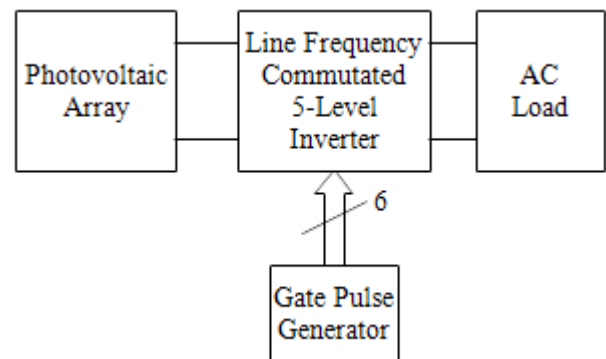 Photovoltaic
Array
Line Frequency
Commutated
5-Level
Inverter
AC
Load
6
Gate Pulse
Generator